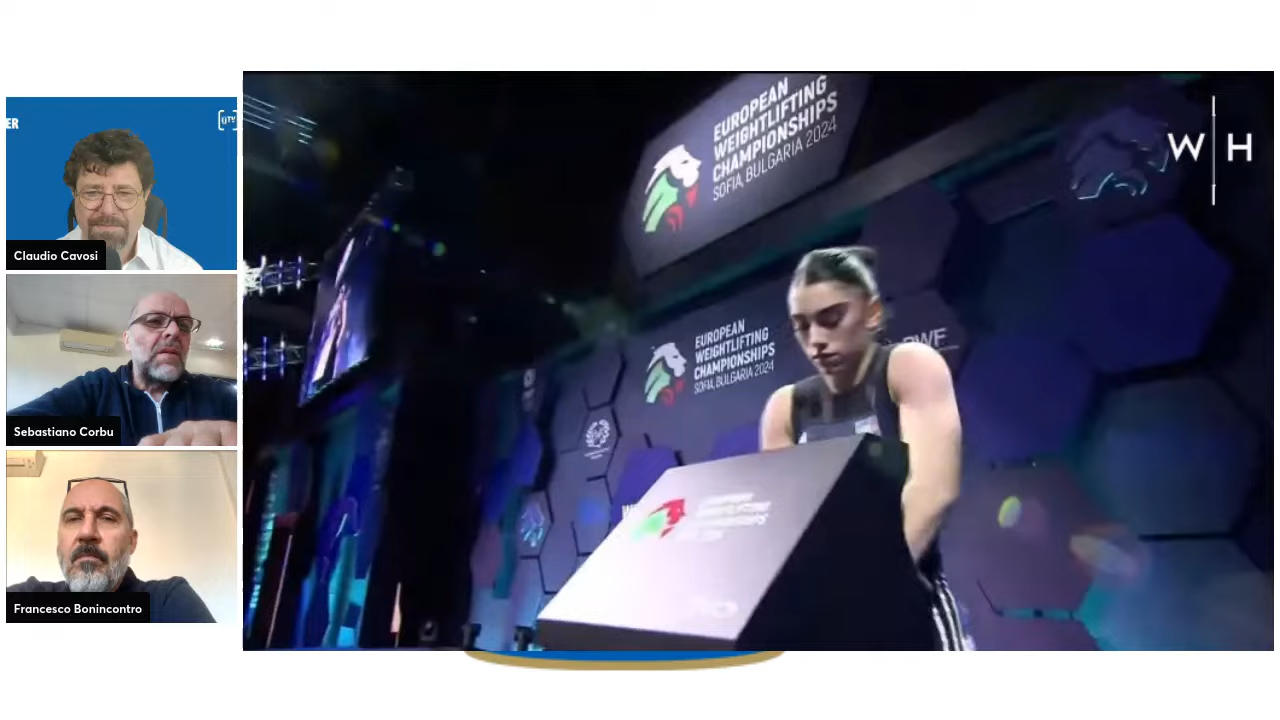 ER
UTV
Claudio Cavosi
Sebastiano Corbu
Francesco Bonincontro
EUROPEAN
WEIGHTLIFTING
CHAMPIONSHIPS
SOFIA, BULGARIA 2024
W | H
EUROPEAN
WEIGHTLIFTING
CHAMPIONSHIPS
SOFIA, BULGARIA 2024